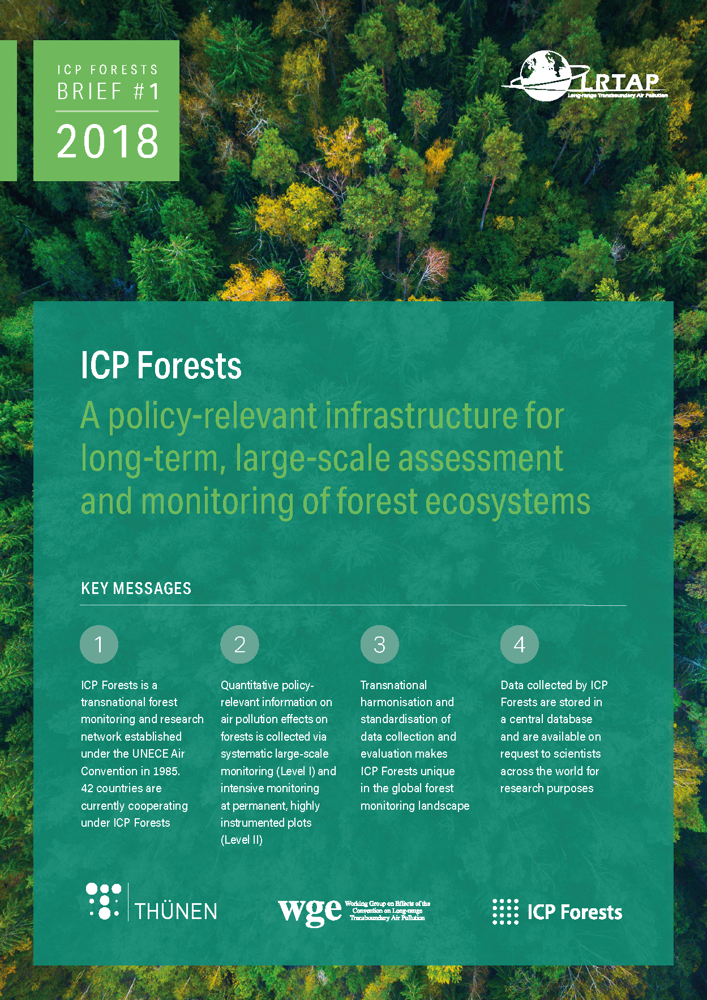 ICP FORESTS
BRIEF #1
2018
LRTAP
Long-range Transboundary Air Pollution
ICP Forests
A policy-relevant infrastructure for
long-term, large-scale assessment
and monitoring of forest ecosystems
KEY MESSAGES
1
ICP Forests is a
transnational forest
monitoring and research
network established
under the UNECE Air
Convention in 1985.
42 countries are
currently cooperating
under ICP Forests
2
Quantitative policy-
relevant information on
air pollution effects on
forests is collected via
systematic large-scale
monitoring (Level I) and
intensive monitoring
at permanent, highly
instrumented plots
(Level II)
3
Transnational
harmonisation and
standardisation of
data collection and
evaluation makes
ICP Forests unique
in the global forest
monitoring landscape
4
Data collected by ICP
Forests are stored in
a central database
and are available on
request to scientists
across the world for
research purposes
THÜNEN
wge
Working Group on Effects of the
Convention on Long-range
Transboundary Air Pollution
ICP Forests